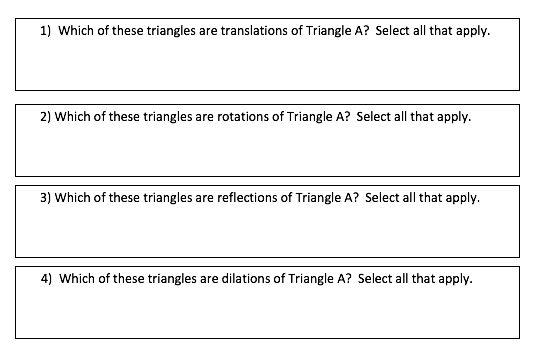 1) Which of these triangles are translations of Triangle A? Select all that apply.
2) Which of these triangles are rotations of Triangle A? Select all that apply.
3) Which of these triangles are reflections of Triangle A? Select all that apply.
4) Which of these triangles are dilations of Triangle A? Select all that apply.